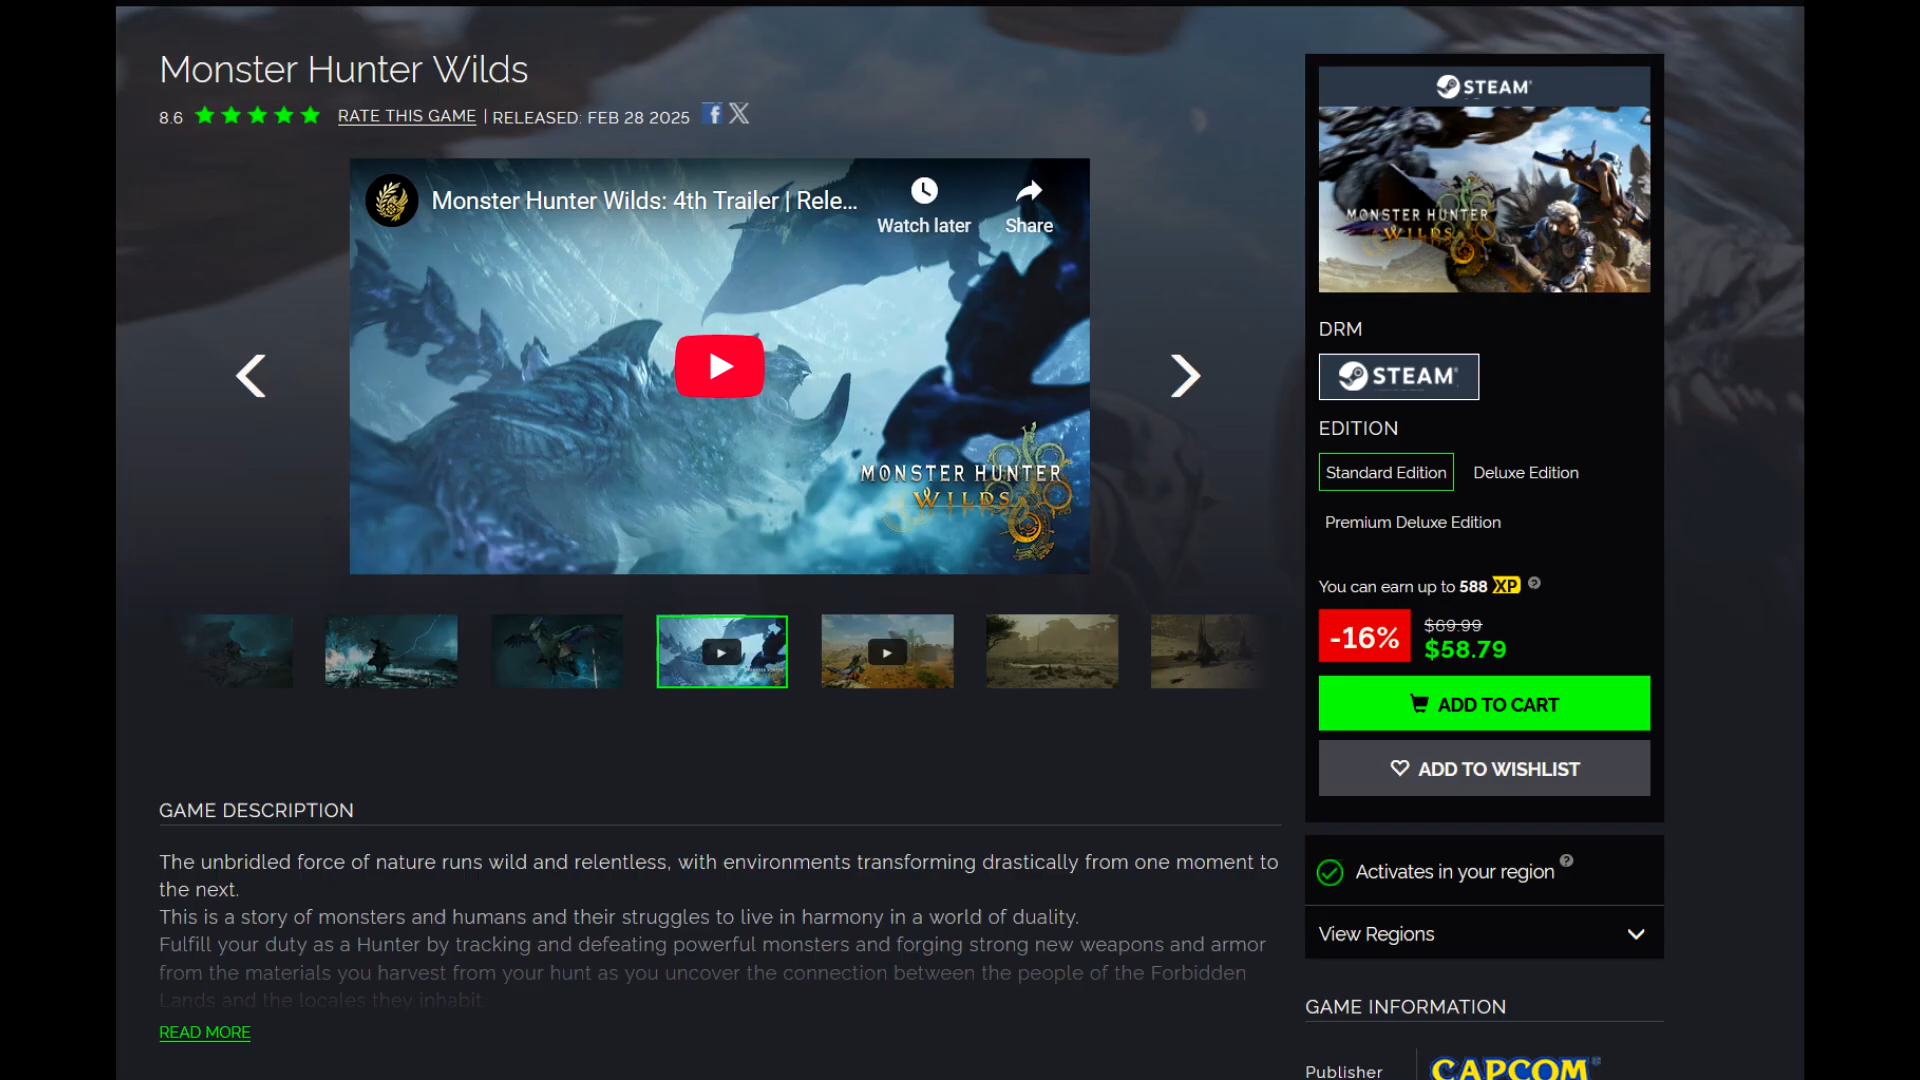 Monster Hunter Wilds
8.6 RATE THIS GAME | RELEASED: FEB 28 2025
Monster Hunter Wilds: 4th Trailer | Rele...
Watch later
Share
MONSTER HUNTER
WILDS
GAME DESCRIPTION
The unbridled force of nature runs wild and relentless, with environments transforming drastically from one moment to
the next.
This is a story of monsters and humans and their struggles to live in harmony in a world of duality.
Fulfill your duty as a Hunter by tracking and defeating powerful monsters and forging strong new weapons and armor
from the materials you harvest from your hunt as you uncover the connection between the people of the Forbidden
Lands and the locales they inhabit.
READ MORE
STEAM
MONSTER HUNTER
WILDS
DRM
STEAM
EDITION
Standard Edition
Deluxe Edition
Premium Deluxe Edition
You can earn up to 588 XP ?
-16%
$69.99
$58.79
ADD TO CART
ADD TO WISHLIST
Activates in your region ?
View Regions
GAME INFORMATION
Publisher
CAPCOM